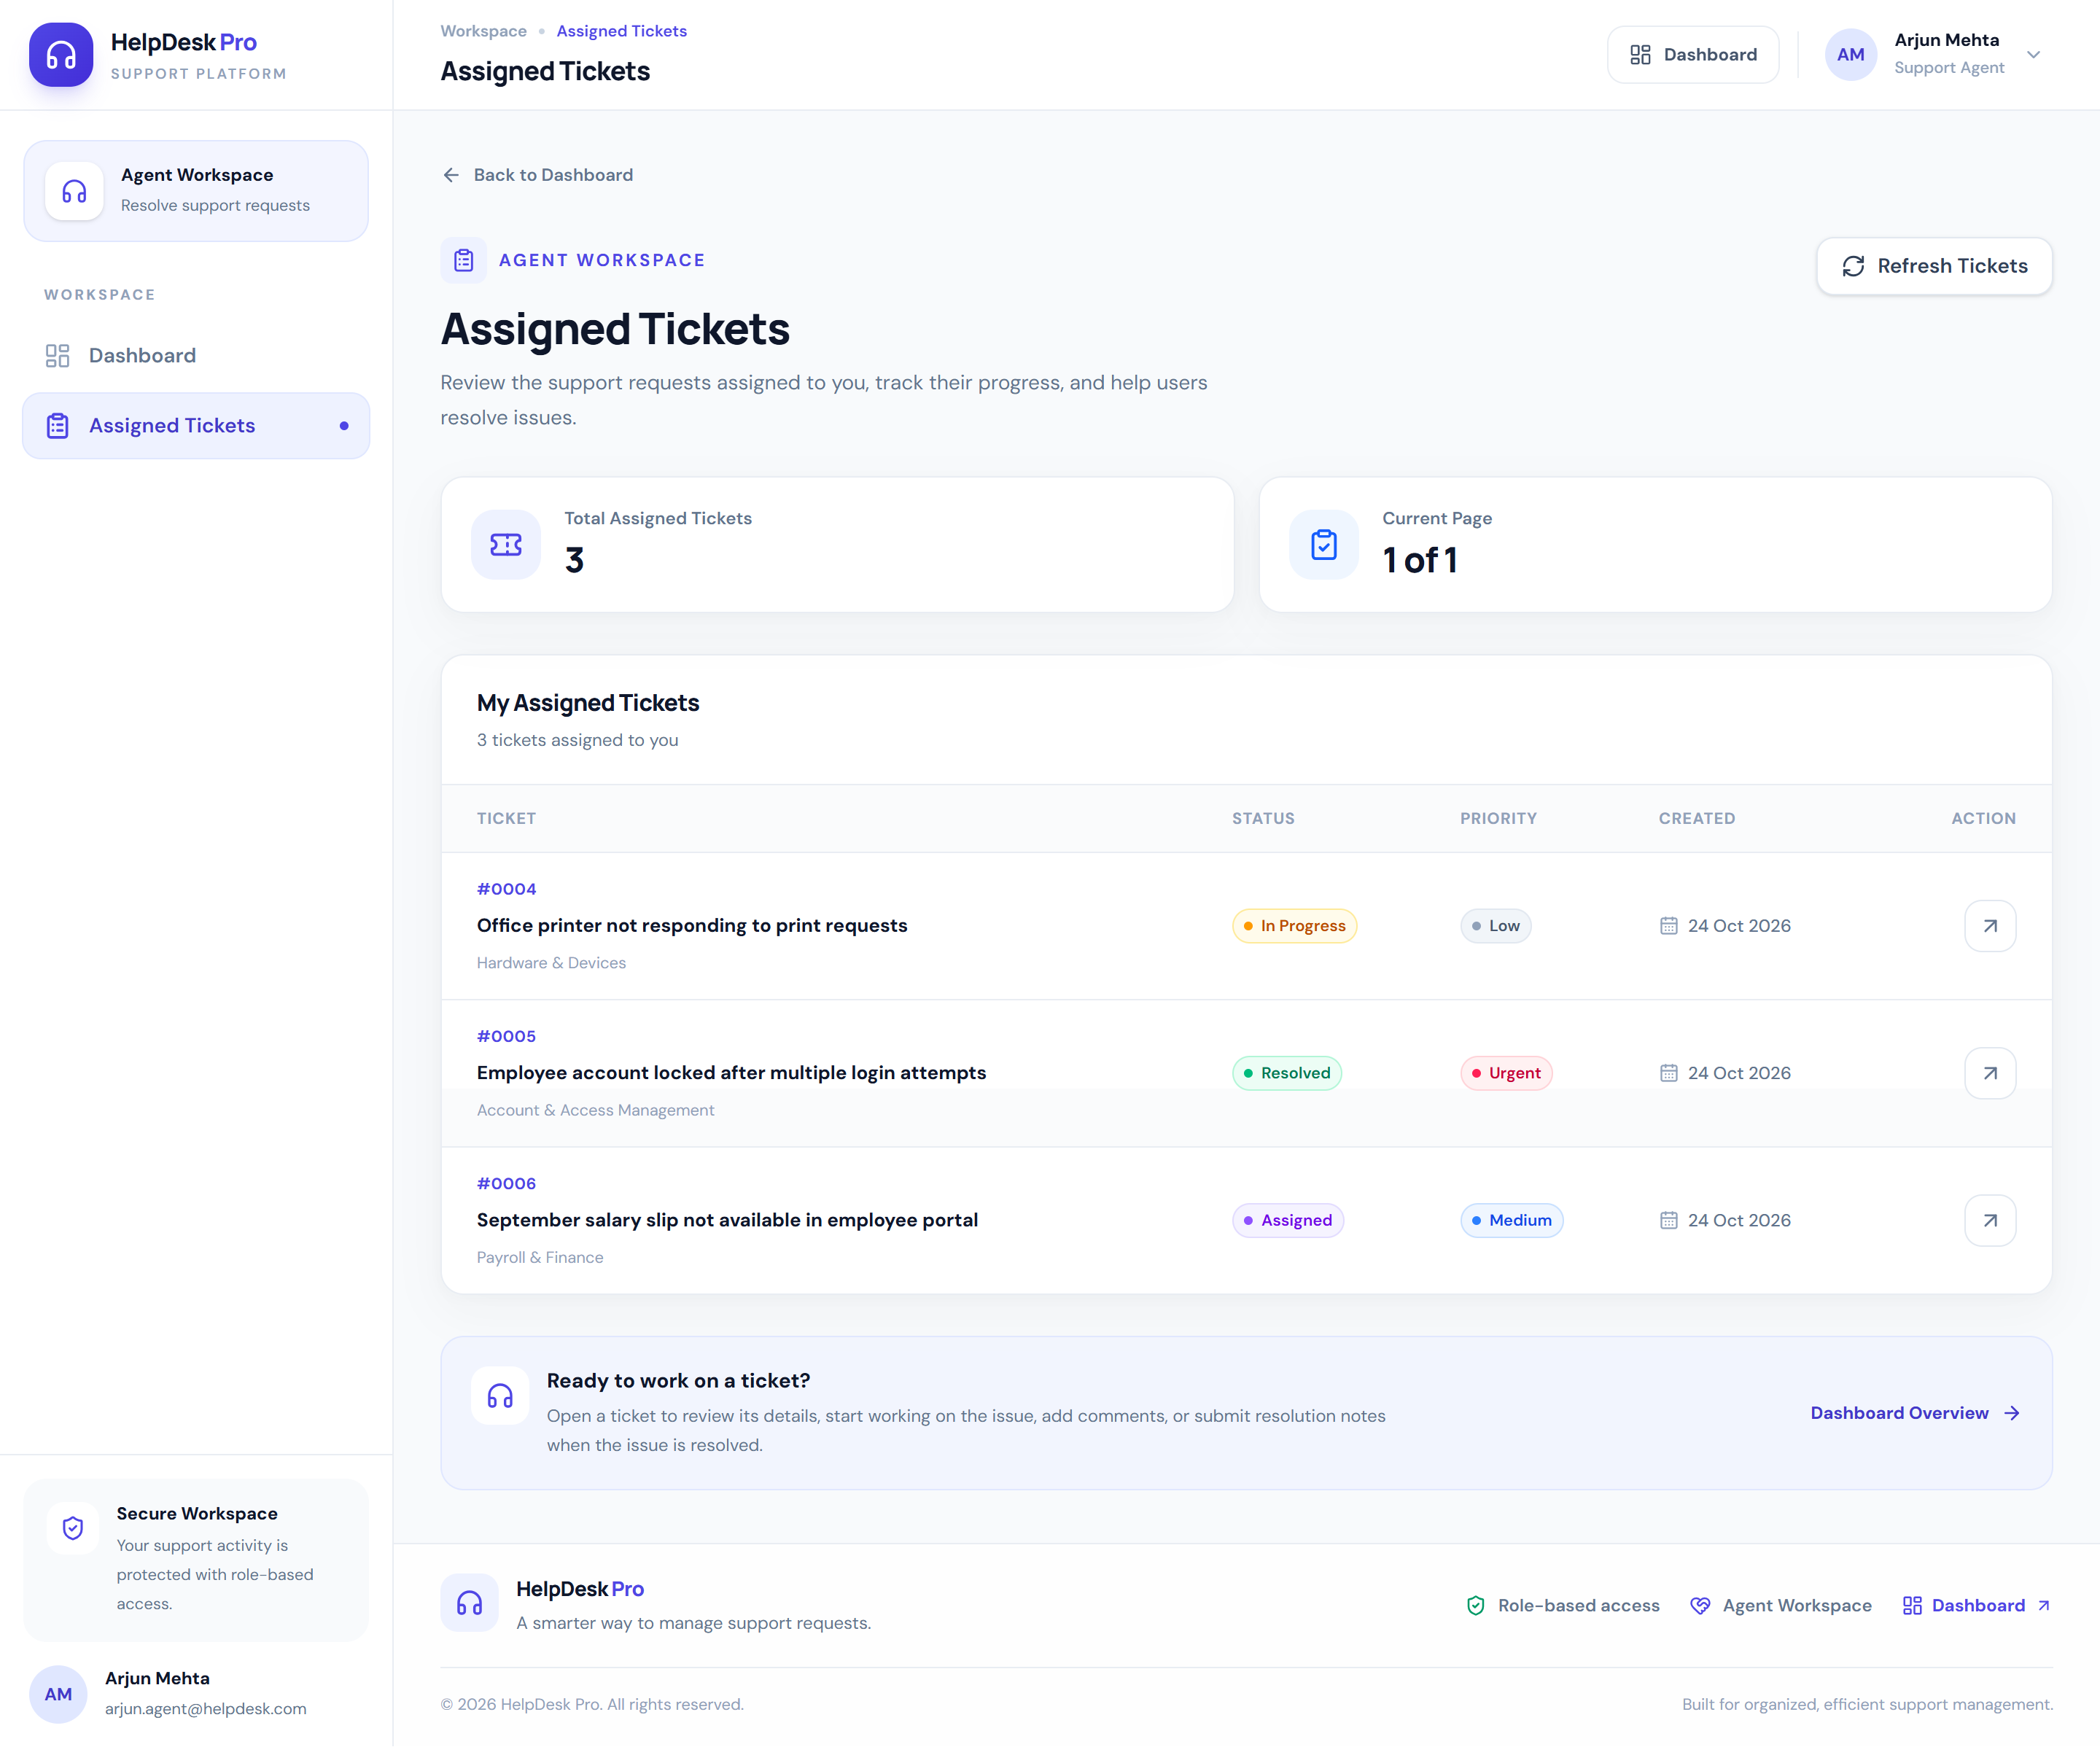 HelpDesk Pro
SUPPORT PLATFORM
Agent Workspace
Resolve support requests
WORKSPACE
Dashboard
Assigned Tickets
Secure Workspace
Your support activity is
protected with role-based
access.
AM
Arjun Mehta
arjun.agent@helpdesk.com
Workspace
Assigned Tickets
Assigned Tickets
Dashboard
AM
Arjun Mehta
Support Agent
Back to Dashboard
AGENT WORKSPACE
Refresh Tickets
Assigned Tickets
Review the support requests assigned to you, track their progress, and help users
resolve issues.
Total Assigned Tickets
3
Current Page
1 of 1
My Assigned Tickets
3 tickets assigned to you
TICKET STATUS PRIORITY CREATED ACTION
#0004
Office printer not responding to print requests
Hardware & Devices
In Progress
Low
24 Oct 2026
#0005
Employee account locked after multiple login attempts
Account & Access Management
Resolved
Urgent
24 Oct 2026
#0006
September salary slip not available in employee portal
Payroll & Finance
Assigned
Medium
24 Oct 2026
Ready to work on a ticket?
Open a ticket to review its details, start working on the issue, add comments, or submit resolution notes
when the issue is resolved.
Dashboard Overview
HelpDesk Pro
A smarter way to manage support requests.
Role-based access
Agent Workspace
Dashboard
© 2026 HelpDesk Pro. All rights reserved.
Built for organized, efficient support management.